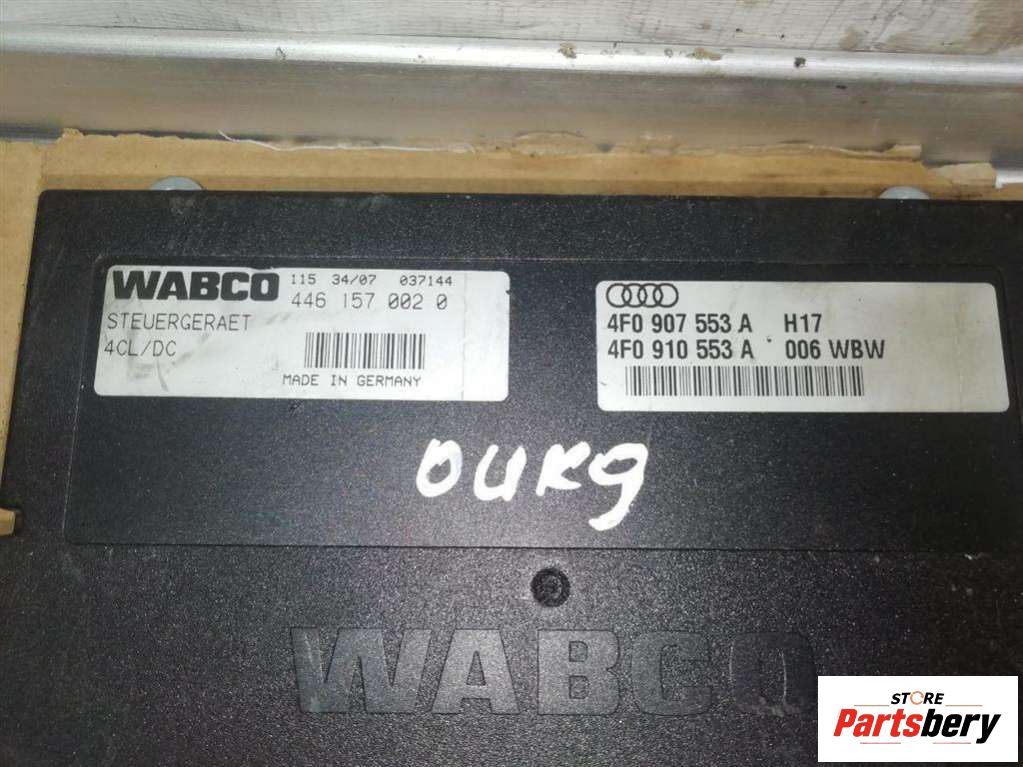 WABCO 115 34/07 037144
446 157 002 0
STEUERGERAET
4CL/DC
MADE IN GERMANY
4F0 907 553 A H17
4F0 910 553 A 006 WBW
WABCO
STORE
Partsbery